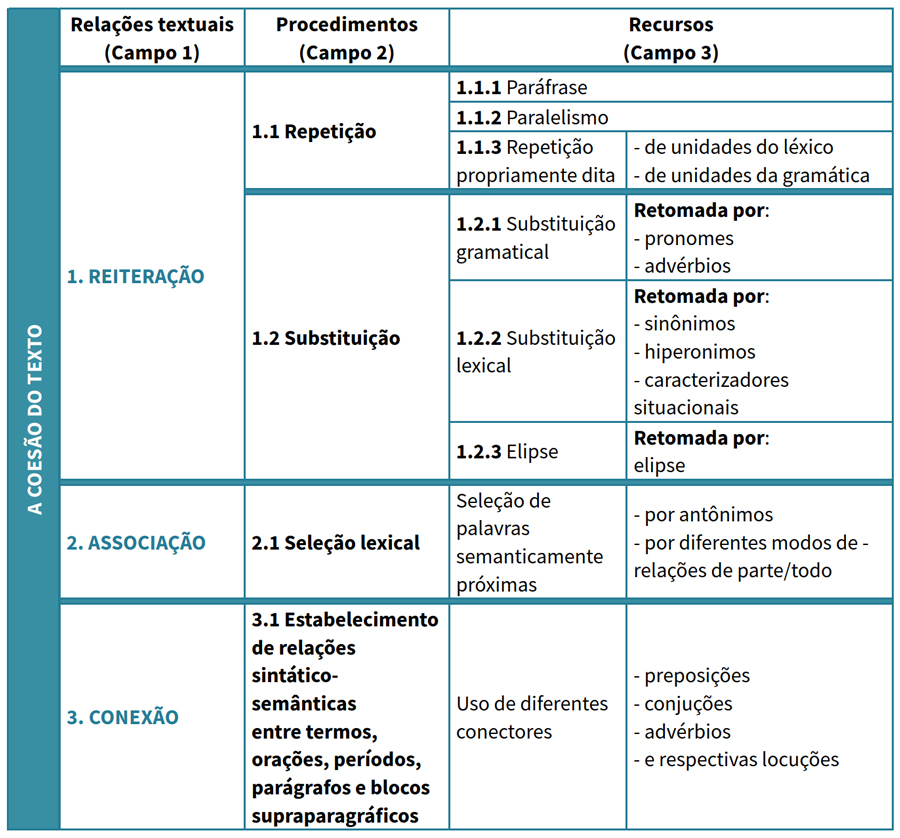 A COESÃO DO TEXTO
Relações textuais
(Campo 1)
Procedimentos
(Campo 2)
Recursos
(Campo 3)
1. REITERAÇÃO
1.1 Repetição
1.1.1 Paráfrase
1.1.2 Paralelismo
1.1.3 Repetição
propriamente dita
- de unidades do léxico
- de unidades da gramática
1.2 Substituição
1.2.1 Substituição
gramatical
Retomada por:
- pronomes
- advérbios
1.2.2 Substituição
lexical
Retomada por:
- sinônimos
- hiperonimos
- caracterizadores
situacionais
1.2.3 Elipse
Retomada por:
elipse
2. ASSOCIAÇÃO
2.1 Seleção lexical
Seleção de
palavras
semanticamente
próximas
- por antônimos
- por diferentes modos de -
relações de parte/todo
3. CONEXÃO
3.1 Estabelecimento
de relações
sintático-
semânticas
entre termos,
orações, períodos,
parágrafos e blocos
supraparagráficos
Uso de diferentes
conectores
- preposições
- conjuções
- advérbios
- e respectivas locuções